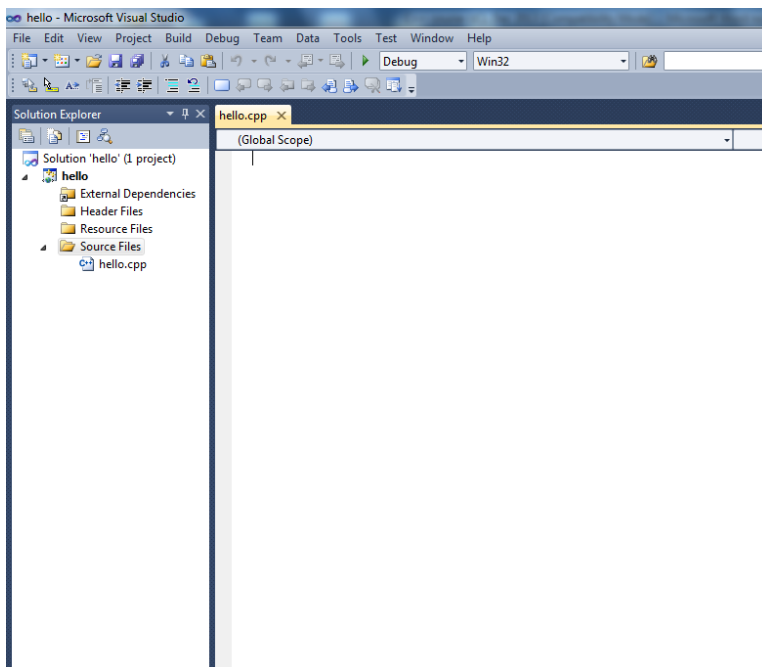 hello - Microsoft Visual Studio
File Edit View Project Build Debug Team Data Tools Test Window Help
Debug Win32
Solution Explorer
hello.cpp
(Global Scope)
Solution 'hello' (1 project)
hello
External Dependencies
Header Files
Resource Files
Source Files
hello.cpp